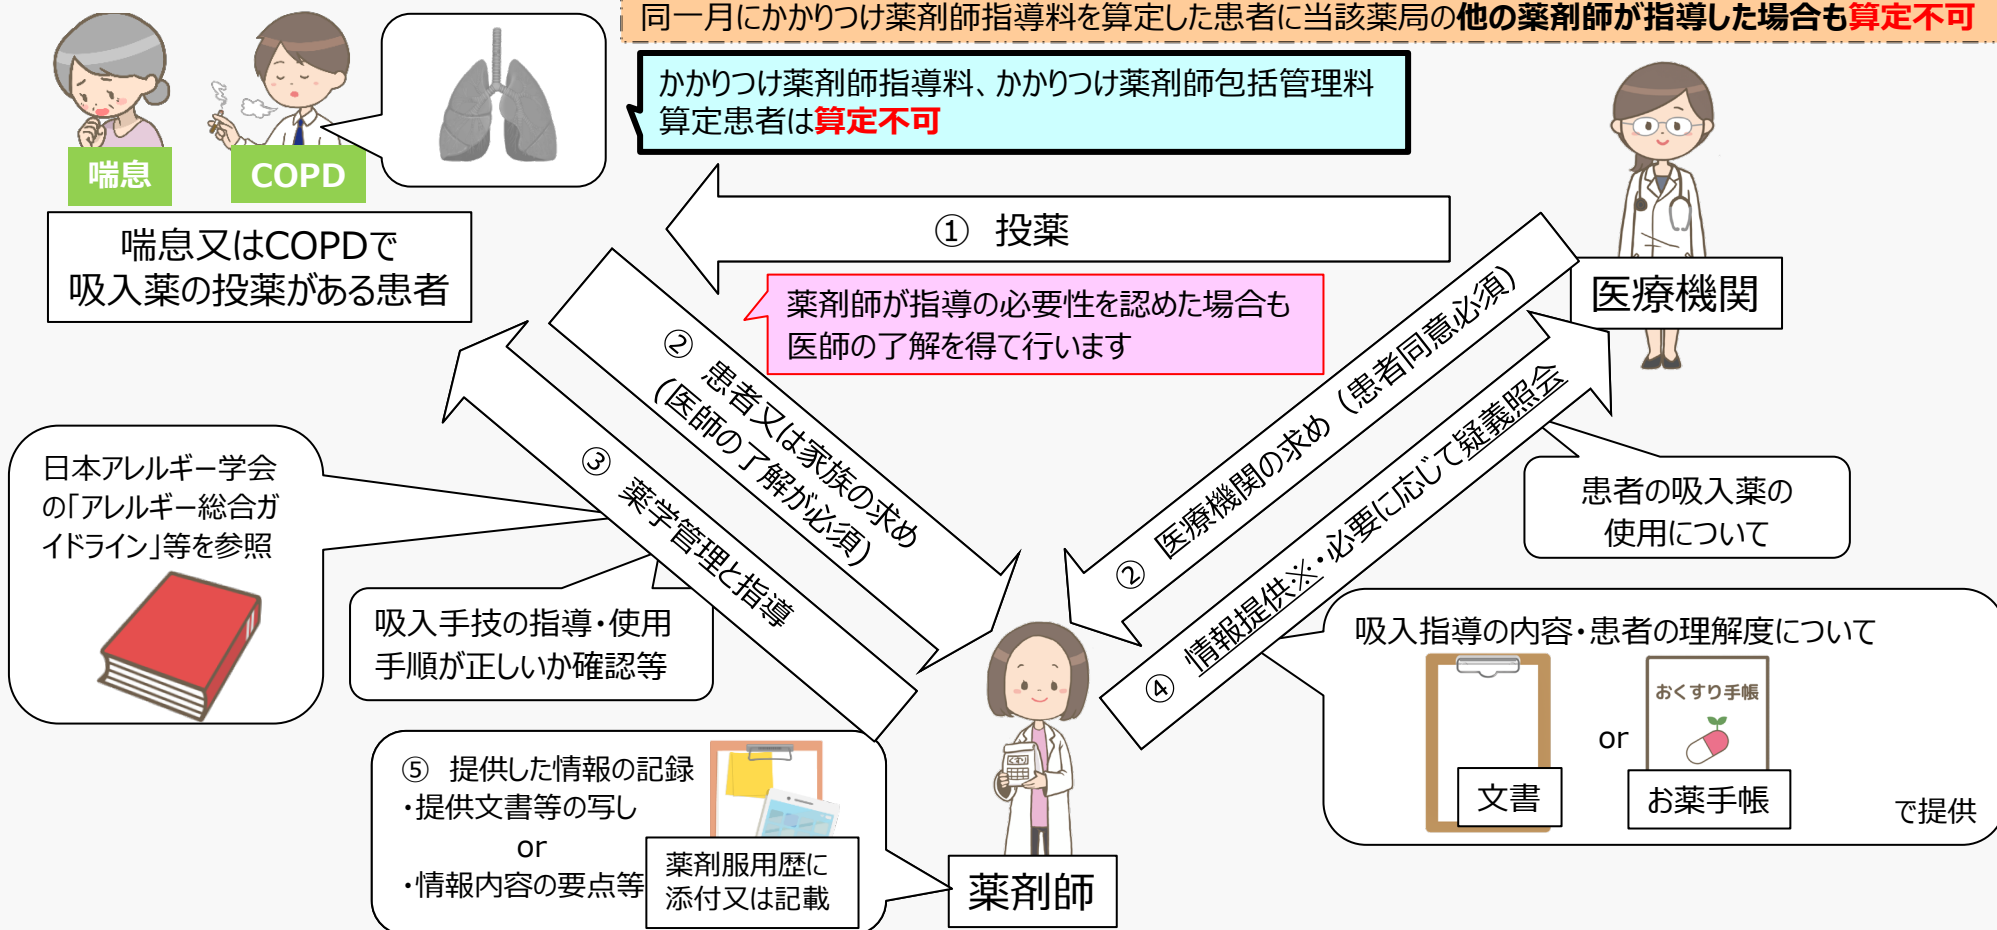 同一月にかかりつけ薬剤師指導料を算定した患者に当該薬局の他の薬剤師が指導した場合も算定不可
かかりつけ薬剤師指導料、かかりつけ薬剤師包括管理料
算定患者は算定不可
喘息
COPD
喘息又はCOPDで
吸入薬の投薬がある患者
① 投薬
医療機関
薬剤師が指導の必要性を認めた場合も
医師の了解を得て行います
② 患者又は家族の求め
(医師の了解が必須)
② 医療機関の求め（患者同意必須）
③ 薬学管理と指導
④ 情報提供※・必要に応じて疑義照会
日本アレルギー学会
の「アレルギー総合ガ
イドライン」等を参照
患者の吸入薬の
使用について
吸入手技の指導・使用
手順が正しいか確認等
吸入指導の内容・患者の理解度について
おくすり手帳
or
文書
お薬手帳
で提供
⑤ 提供した情報の記録
・提供文書等の写し
or
・情報内容の要点等
薬剤服用歴に
添付又は記載
薬剤師